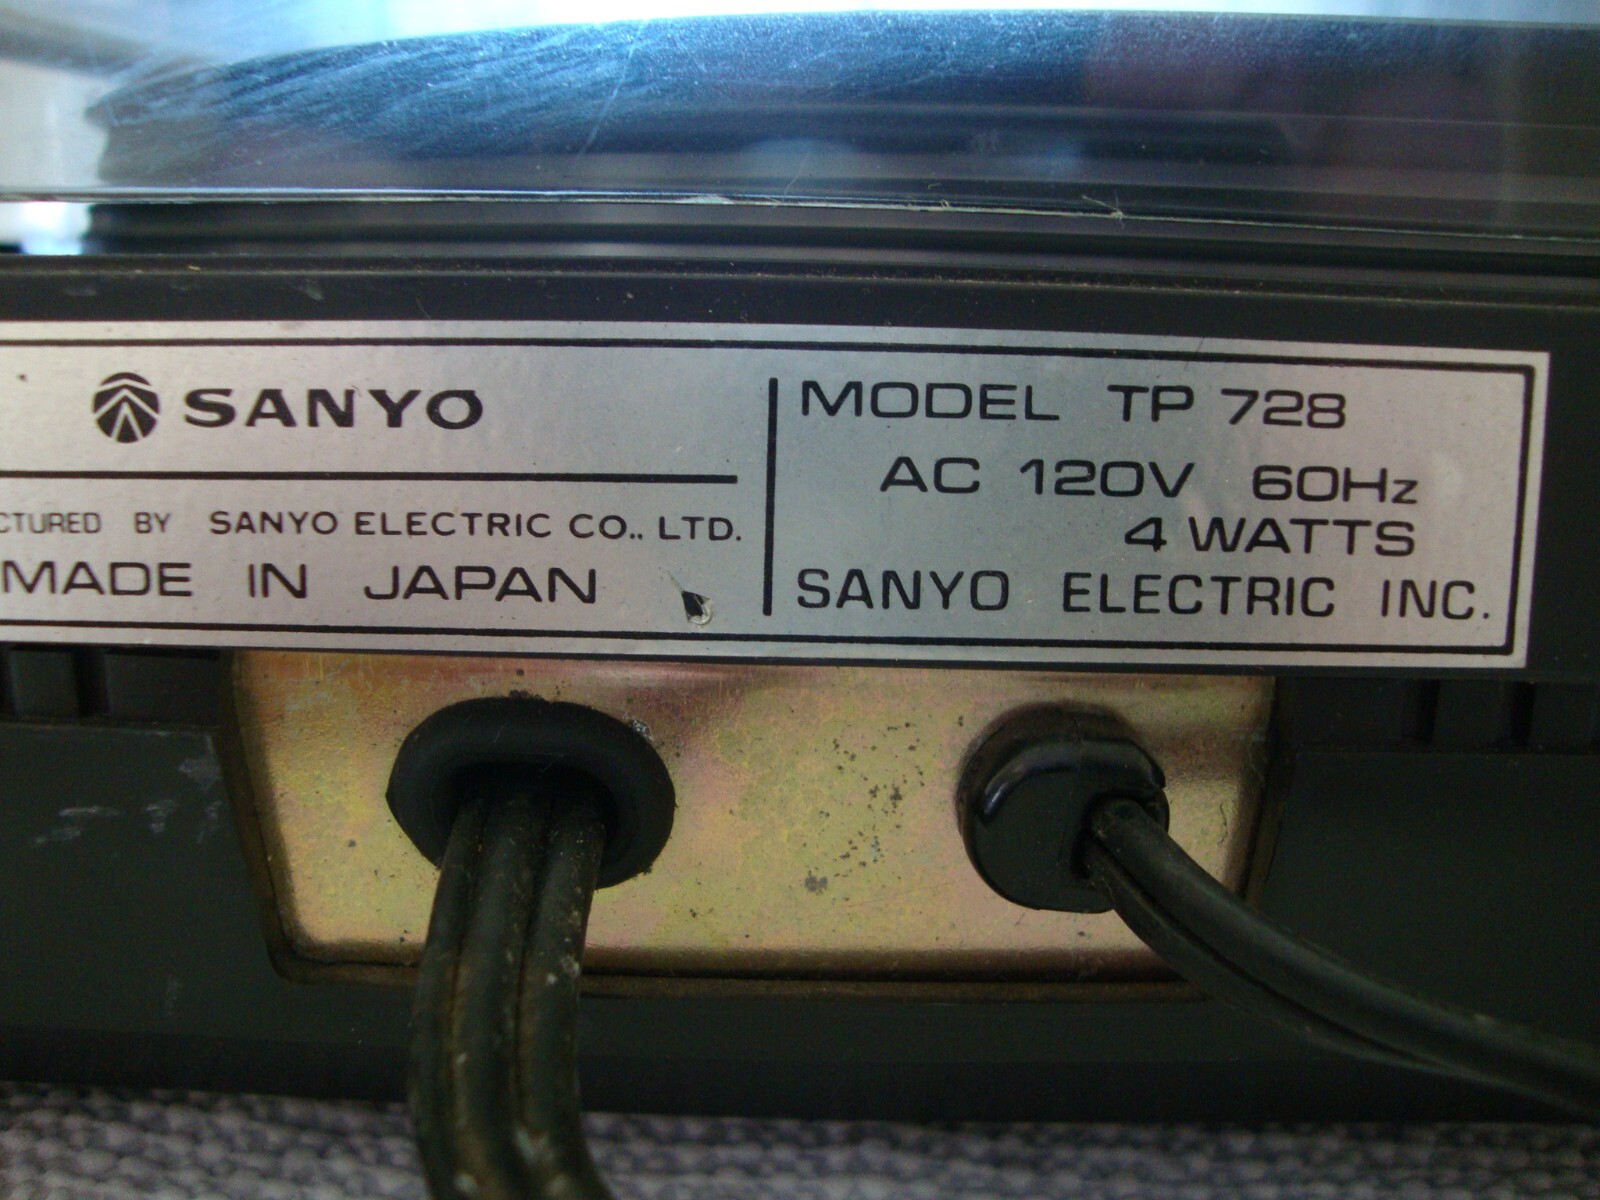 SANYO
CTURED BY SANYO ELECTRIC CO., LTD.
MADE IN JAPAN
MODEL TP 728
AC 120V 60Hz
4 WATTS
SANYO ELECTRIC INC.